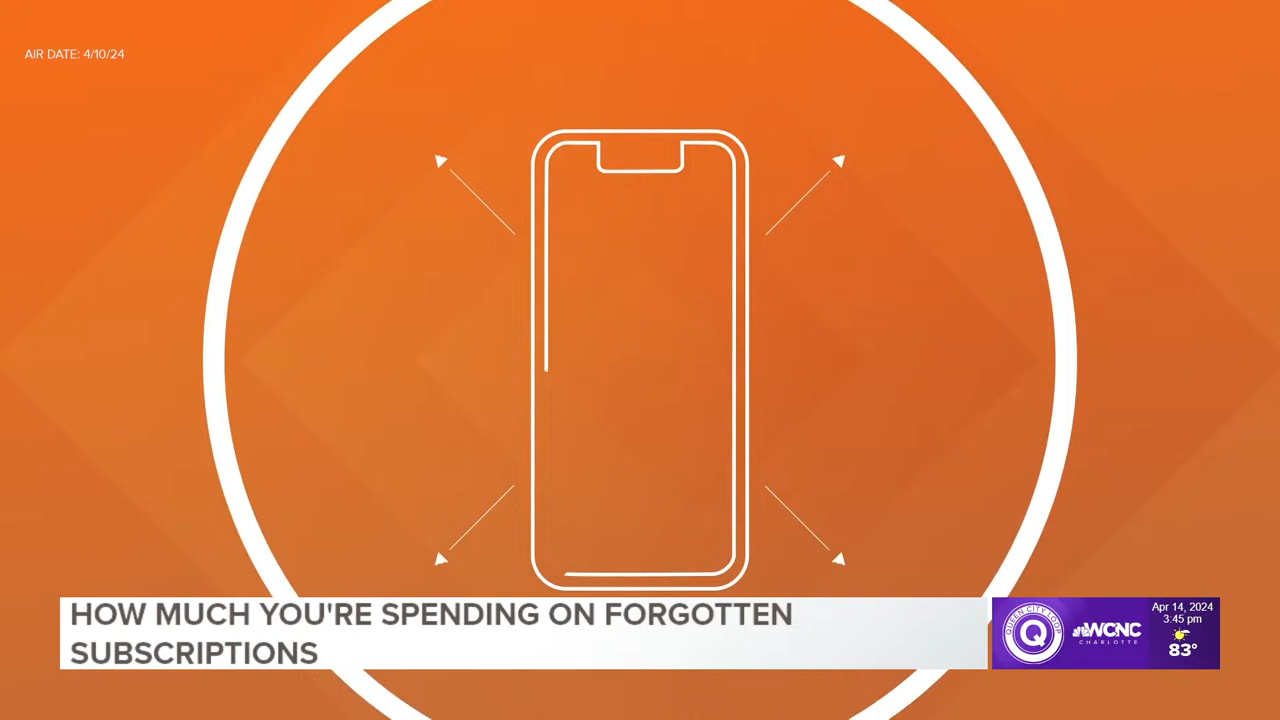 AIR DATE: 4/10/24
HOW MUCH YOU'RE SPENDING ON FORGOTTEN
SUBSCRIPTIONS
QUEEN CITY LOOP
Q
WCNC
CHARLOTTE
Apr 14, 2024
3:45 pm
83°